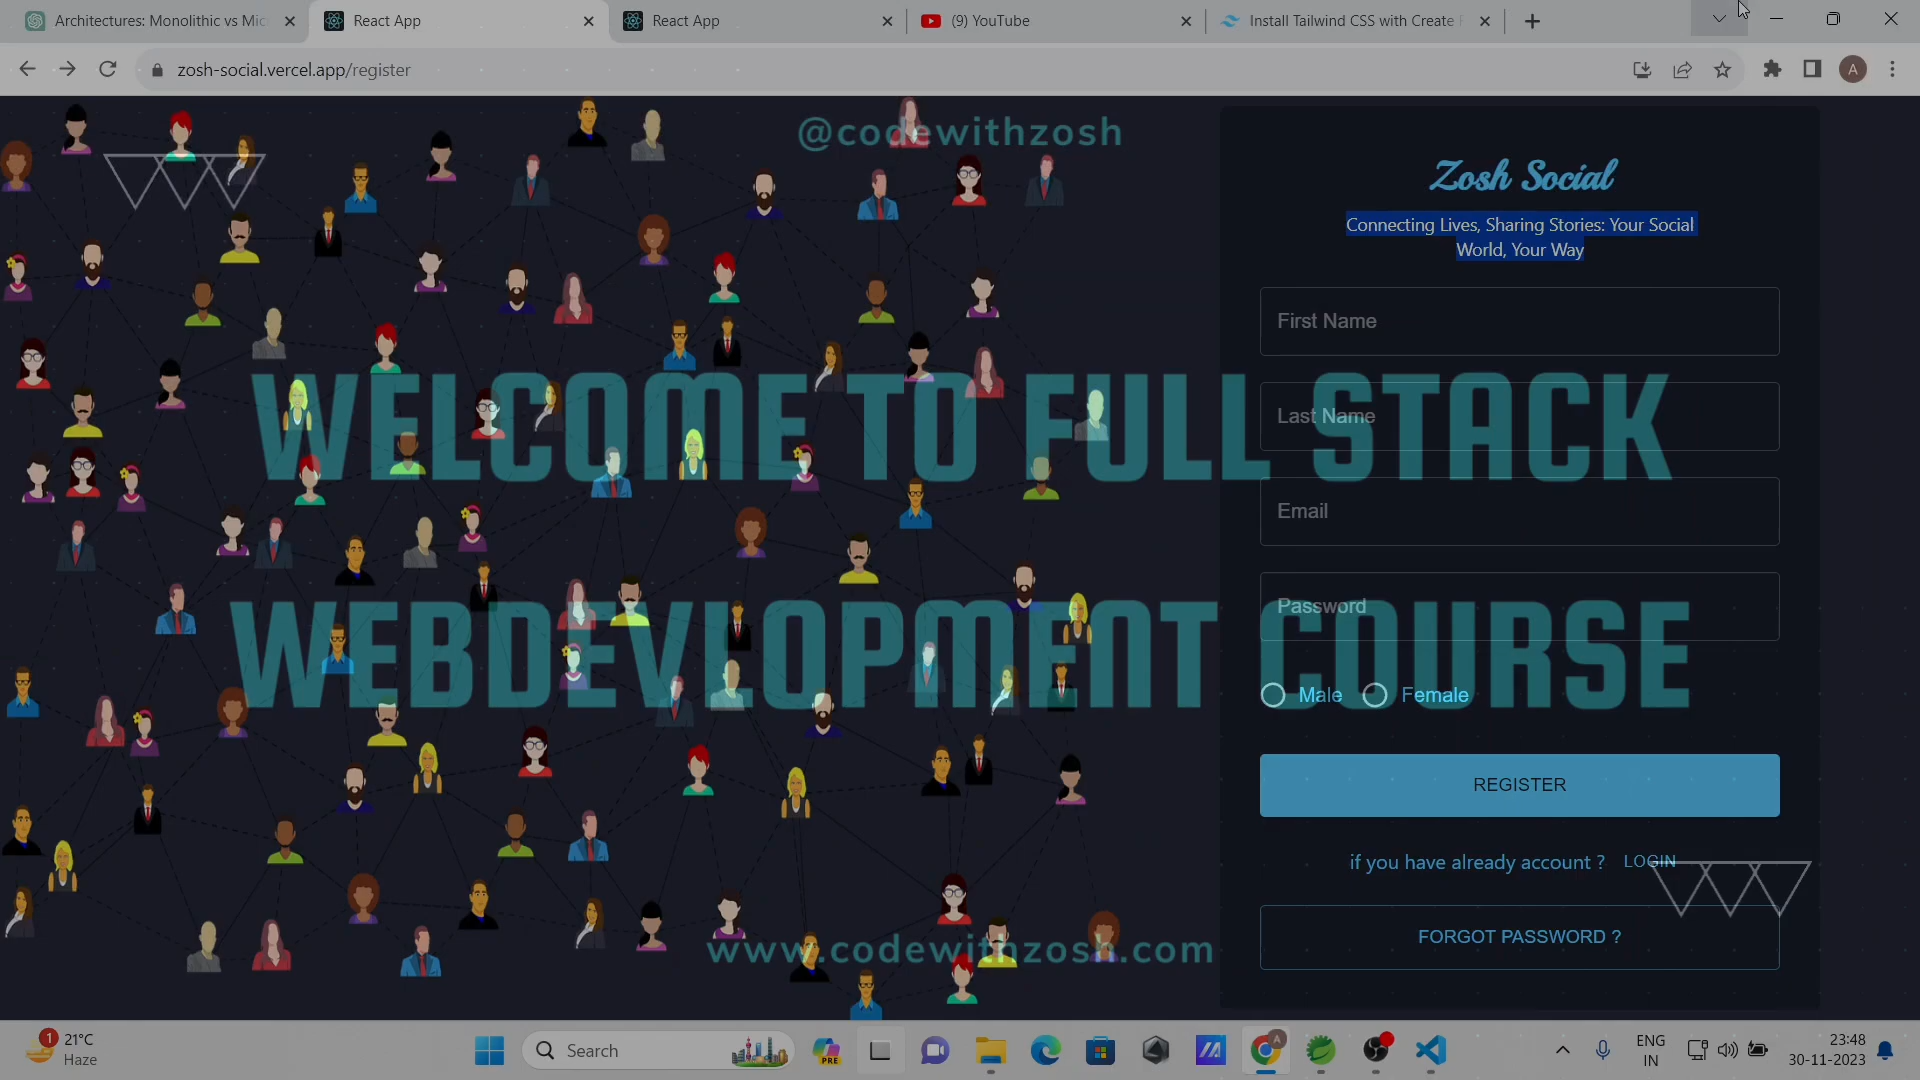 Architectures: Monolithic vs Mic
React App
React App
(9) YouTube
Install Tailwind CSS with Create R
zosh-social.vercel.app/register
A
@codewithzosh
Zosh Social
Connecting Lives, Sharing Stories: Your Social
World, Your Way
First Name
WELCOME TO FULL STACK
Last Name
Email
Password
WEBDEVLOPMENT COURSE
Male
Female
REGISTER
if you have already account ? LOGIN
FORGOT PASSWORD ?
www.codewithzosh.com
1
21°C
Haze
Search
PRE
A
ENG
IN
23:48
30-11-2023